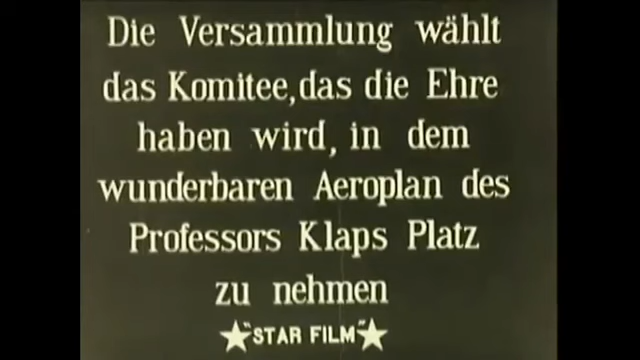 Die Versammlung wählt
das Komitee, das die Ehre
haben wird, in dem
wunderbaren Aeroplan des
Professors Klaps Platz
zu nehmen
★"STAR FILM"★